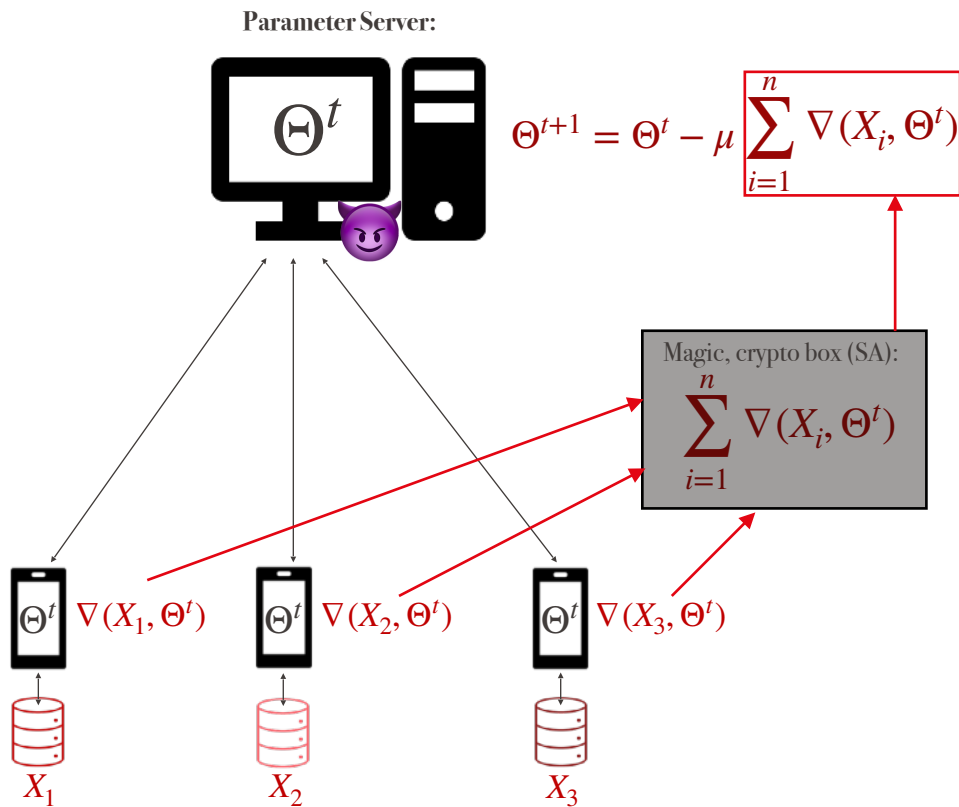 Parameter Server:
Θ^t
Θ^{t+1} = Θ^t − μ ∑_{i=1}^{n} ∇(X_i, Θ^t)
Magic, crypto box (SA):
∑_{i=1}^{n} ∇(X_i, Θ^t)
Θ^t ∇(X_1, Θ^t) Θ^t ∇(X_2, Θ^t) Θ^t ∇(X_3, Θ^t)
X_1 X_2 X_3